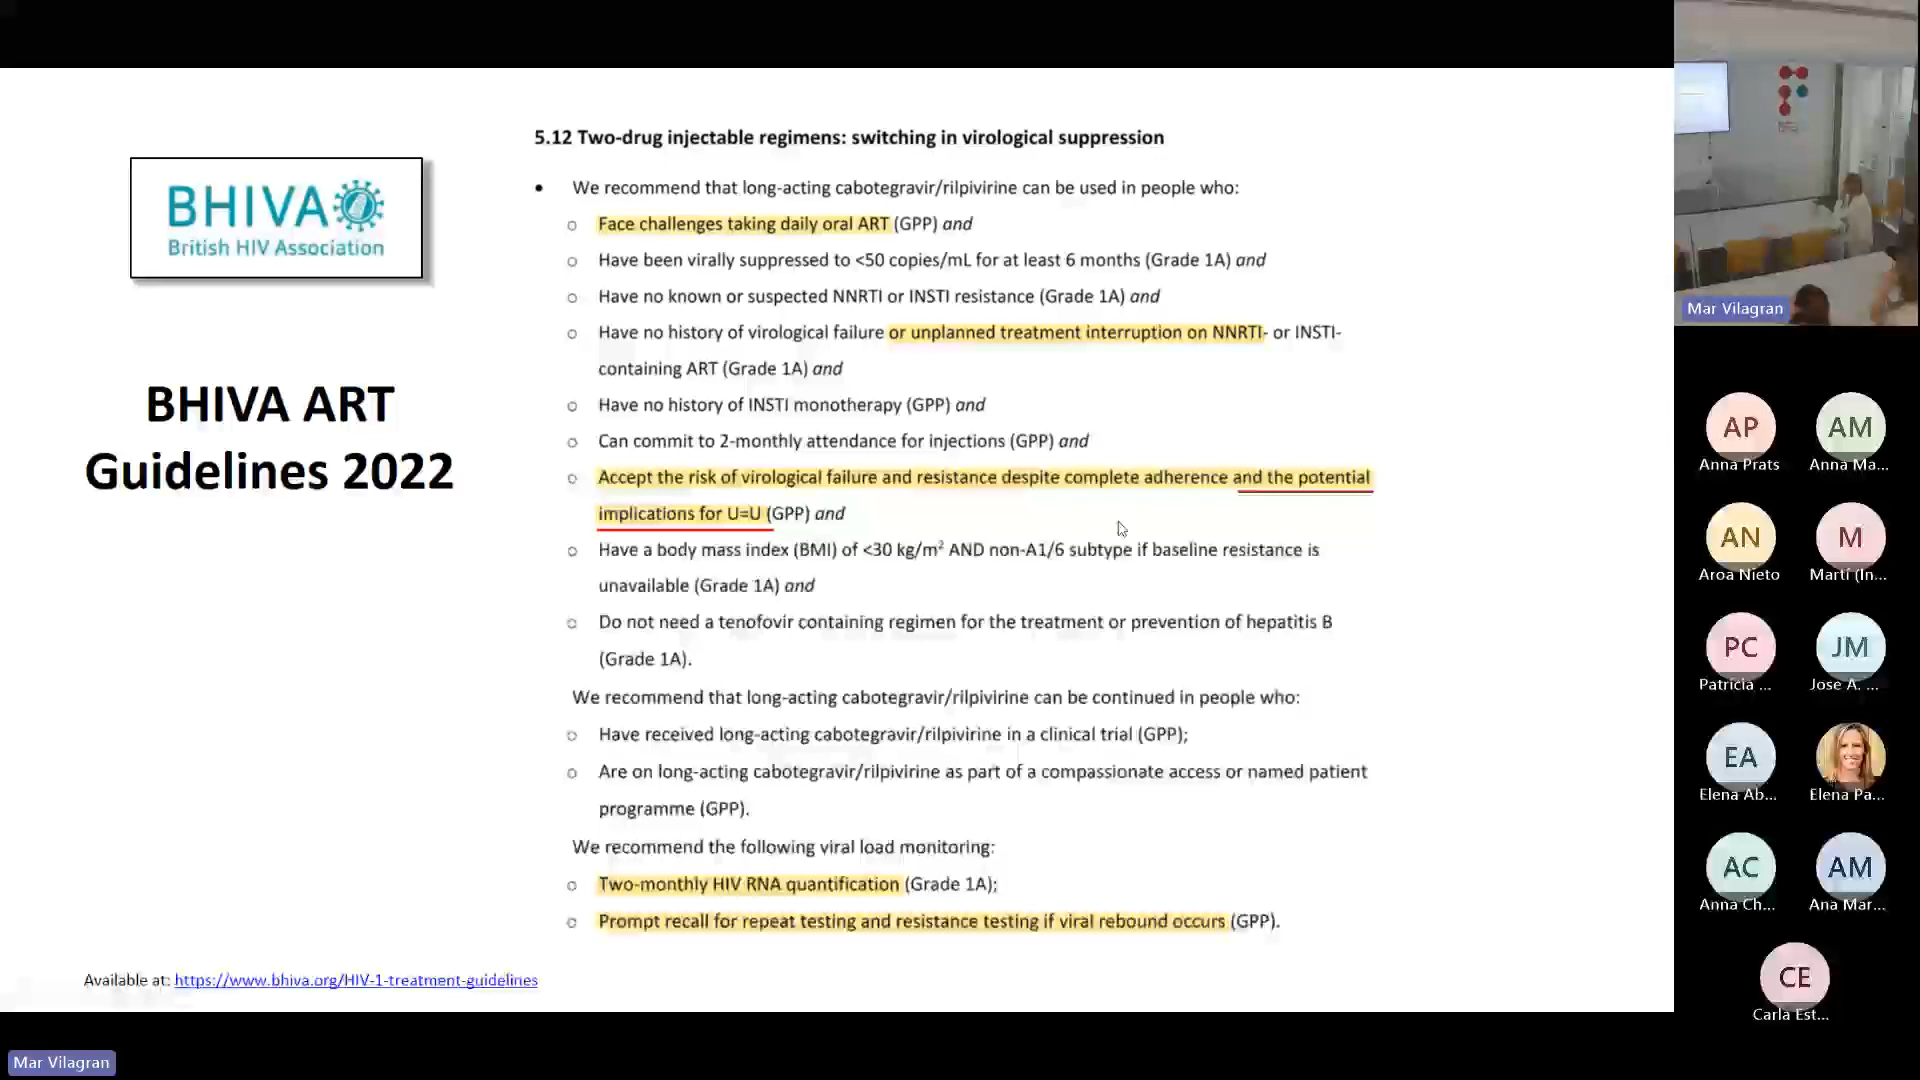 BHIVA
British HIV Association
BHIVA ART
Guidelines 2022
5.12 Two-drug injectable regimens: switching in virological suppression
• We recommend that long-acting cabotegravir/rilpivirine can be used in people who:
o Face challenges taking daily oral ART (GPP) and
o Have been virally suppressed to <50 copies/mL for at least 6 months (Grade 1A) and
o Have no known or suspected NNRTI or INSTI resistance (Grade 1A) and
o Have no history of virological failure or unplanned treatment interruption on NNRTI- or INSTI-
containing ART (Grade 1A) and
o Have no history of INSTI monotherapy (GPP) and
o Can commit to 2-monthly attendance for injections (GPP) and
o Accept the risk of virological failure and resistance despite complete adherence and the potential
implications for U=U (GPP) and
o Have a body mass index (BMI) of <30 kg/m² AND non-A1/6 subtype if baseline resistance is
unavailable (Grade 1A) and
o Do not need a tenofovir containing regimen for the treatment or prevention of hepatitis B
(Grade 1A).
We recommend that long-acting cabotegravir/rilpivirine can be continued in people who:
o Have received long-acting cabotegravir/rilpivirine in a clinical trial (GPP);
o Are on long-acting cabotegravir/rilpivirine as part of a compassionate access or named patient
programme (GPP).
We recommend the following viral load monitoring:
o Two-monthly HIV RNA quantification (Grade 1A);
o Prompt recall for repeat testing and resistance testing if viral rebound occurs (GPP).
Available at: https://www.bhiva.org/HIV-1-treatment-guidelines
Mar Vilagran
Mar Vilagran
AP
AM
Anna Prats
Anna Ma...
AN
M
Aroa Nieto
Martí (In...
PC
JM
Patrícia ...
Jose A. ...
EA
Elena Ab...
Elena Pa...
AC
AM
Anna Ch...
Ana Mar...
CE
Carla Est...